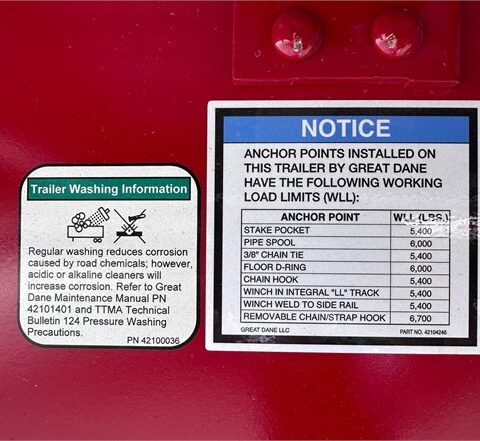 Trailer Washing Information
Regular washing reduces corrosion
caused by road chemicals; however,
acidic or alkaline cleaners will
increase corrosion. Refer to Great
Dane Maintenance Manual PN
42101401 and TTMA Technical
Bulletin 124 Pressure Washing
Precautions.
PN 42100036
NOTICE
ANCHOR POINTS INSTALLED ON
THIS TRAILER BY GREAT DANE
HAVE THE FOLLOWING WORKING
LOAD LIMITS (WLL):
ANCHOR POINT WLL (LBS.)
STAKE POCKET 5,400
PIPE SPOOL 6,000
3/8" CHAIN TIE 5,400
FLOOR D-RING 6,000
CHAIN HOOK 5,400
WINCH IN INTEGRAL "LL" TRACK 5,400
WINCH WELD TO SIDE RAIL 5,400
REMOVABLE CHAIN/STRAP HOOK 6,700
GREAT DANE LLC PART NO. 42104248